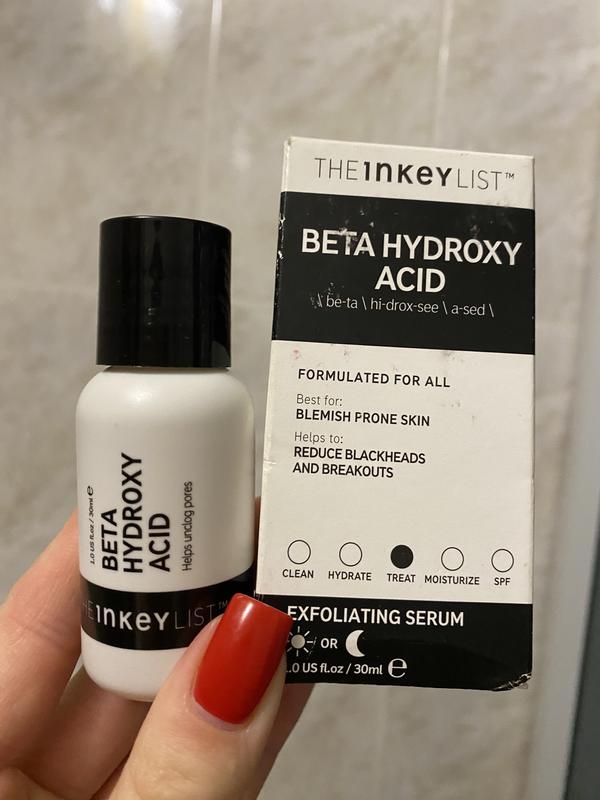 1.0 US fl.oz / 30ml ℮
BETA
HYDROXY
ACID
Helps unclog pores
THE INKEY LIST™
THE INKEY LIST™
BETA HYDROXY
ACID
\ be-ta \ hi-drox-see \ a-sed \
FORMULATED FOR ALL
Best for:
BLEMISH PRONE SKIN
Helps to:
REDUCE BLACKHEADS
AND BREAKOUTS
CLEAN HYDRATE TREAT MOISTURIZE SPF
EXFOLIATING SERUM
OR
.0 US fl.oz / 30ml ℮